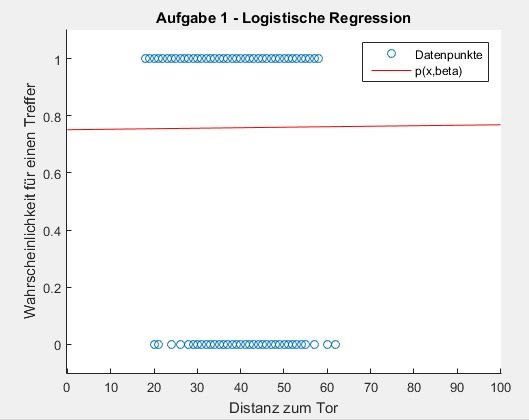 Aufgabe 1 - Logistische Regression
Datenpunkte
p(x,beta)
Wahrscheinlichkeit für einen Treffer
1
0.8
0.6
0.4
0.2
0
0 10 20 30 40 50 60 70 80 90 100
Distanz zum Tor